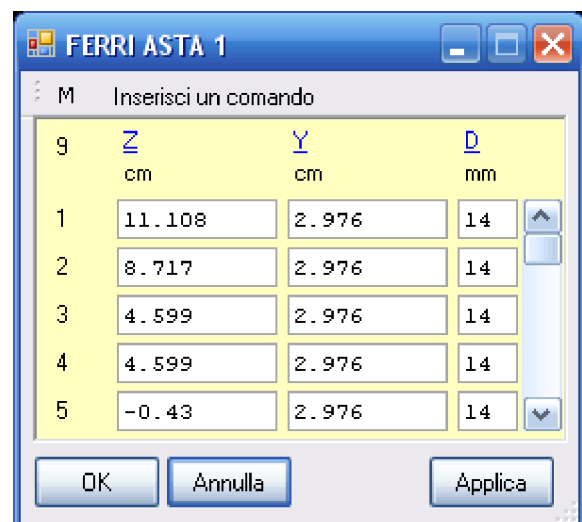 FERRI ASTA 1
M Inserisci un comando
9 Z Y D
cm cm mm
1 11.108 2.976 14
2 8.717 2.976 14
3 4.599 2.976 14
4 4.599 2.976 14
5 -0.43 2.976 14
OK Annulla Applica